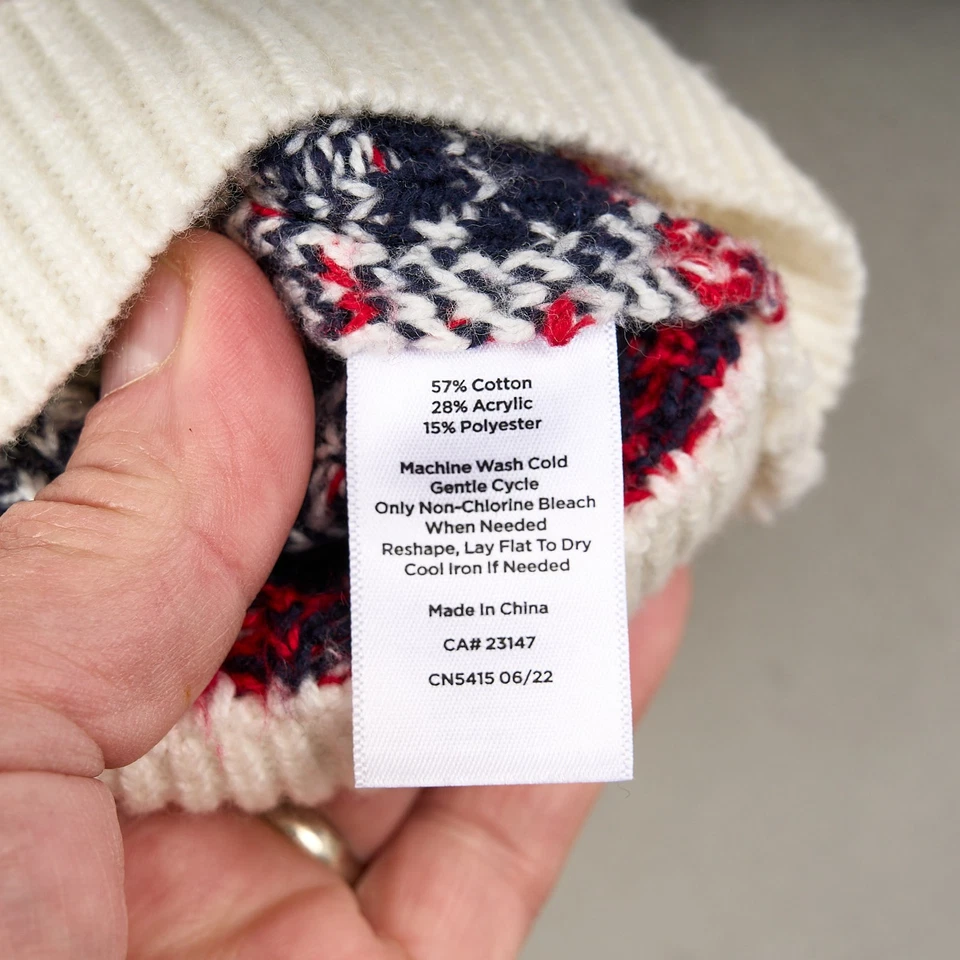 57% Cotton
28% Acrylic
15% Polyester
Machine Wash Cold
Gentle Cycle
Only Non-Chlorine Bleach
When Needed
Reshape, Lay Flat To Dry
Cool Iron If Needed
Made In China
CA# 23147
CN5415 06/22